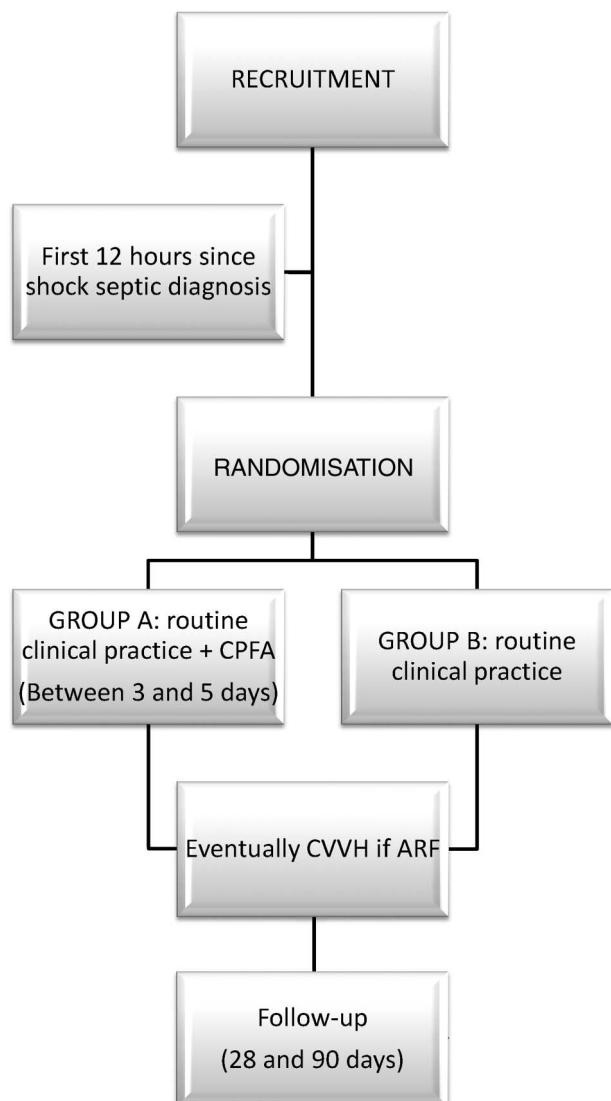 RECRUITMENT
First 12 hours since
shock septic diagnosis
RANDOMISATION
GROUP A: routine
clinical practice + CPFA
(Between 3 and 5 days)
GROUP B: routine
clinical practice
Eventually CVVH if ARF
Follow-up
(28 and 90 days)